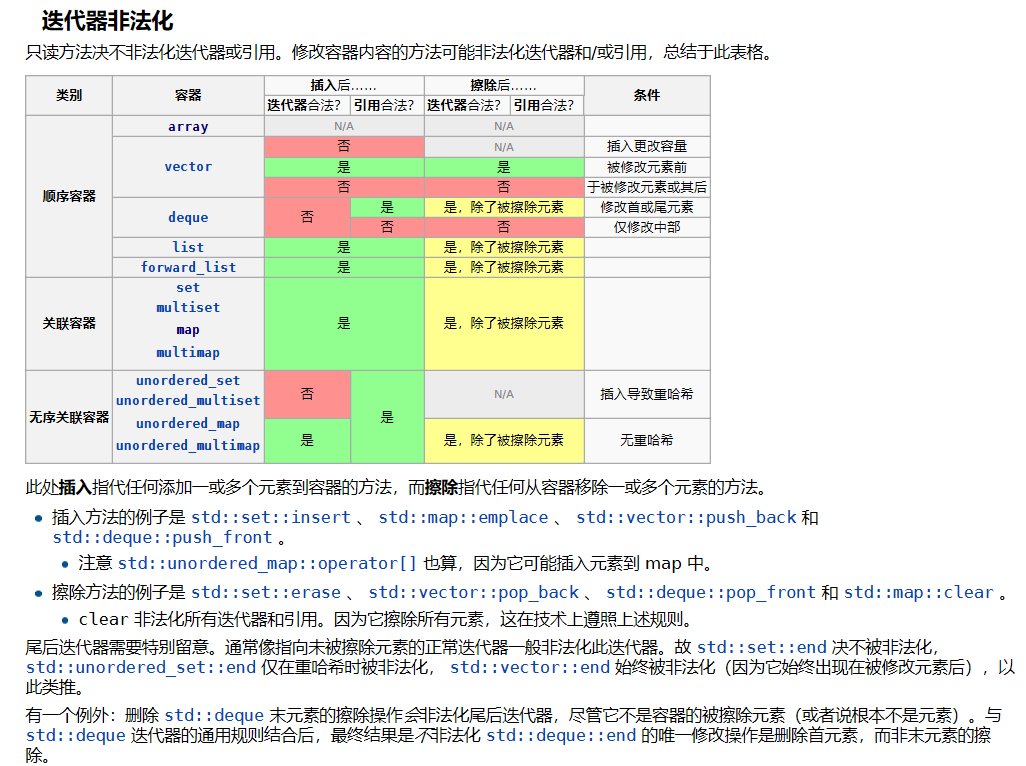 迭代器非法化
只读方法决不非法化迭代器或引用。修改容器内容的方法可能非法化迭代器和/或引用，总结于此表格。
类别 容器 插入后…… 擦除后…… 条件
迭代器合法? 引用合法? 迭代器合法? 引用合法?
顺序容器
array N/A N/A
vector
否 N/A 插入更改容量
是 是 被修改元素前
否 否 于被修改元素或其后
deque
否 是 是，除了被擦除元素 修改首或尾元素
否 否 仅修改中部
list 是 是，除了被擦除元素
forward_list 是 是，除了被擦除元素
关联容器
set
multiset
map
multimap
是 是，除了被擦除元素
无序关联容器
unordered_set
unordered_multiset
unordered_map
unordered_multimap
否 是 N/A 插入导致重哈希
是 是，除了被擦除元素 无重哈希
此处插入指代任何添加一或多个元素到容器的方法，而擦除指代任何从容器移除一或多个元素的方法。
插入方法的例子是 std::set::insert 、 std::map::emplace 、 std::vector::push_back 和
std::deque::push_front 。
注意 std::unordered_map::operator[] 也算，因为它可能插入元素到 map 中。
擦除方法的例子是 std::set::erase 、 std::vector::pop_back 、 std::deque::pop_front 和 std::map::clear 。
clear 非法化所有迭代器和引用。因为它擦除所有元素，这在技术上遵照上述规则。
尾后迭代器需要特别留意。通常像指向未被擦除元素的正常迭代器一般非法化此迭代器。故 std::set::end 决不被非法化，
std::unordered_set::end 仅在重哈希时被非法化， std::vector::end 始终被非法化（因为它始终出现在被修改元素后），以
此类推。
有一个例外：删除 std::deque 末元素的擦除操作会非法化尾后迭代器，尽管它不是容器的被擦除元素（或者说根本不是元素）。与
std::deque 迭代器的通用规则结合后，最终结果是不非法化 std::deque::end 的唯一修改操作是删除首元素，而非末元素的擦
除。